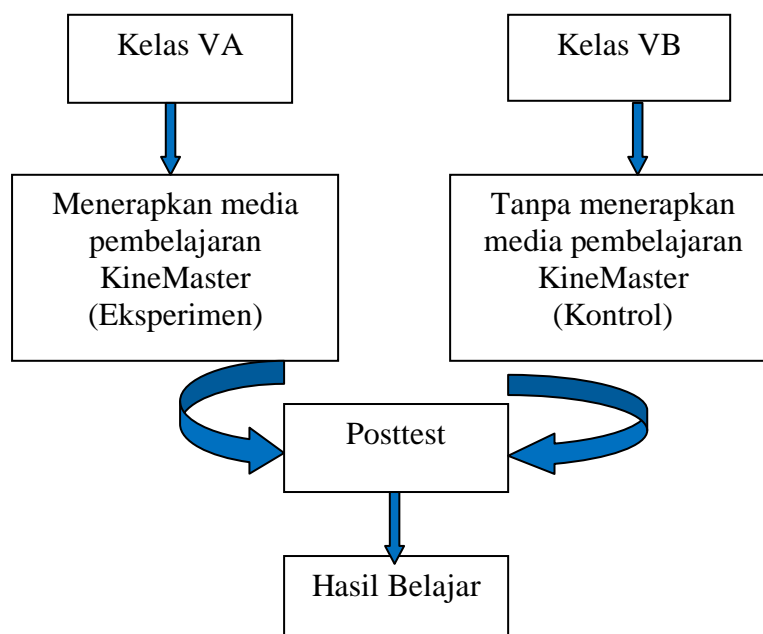 Kelas VA
Kelas VB
Menerapkan media
pembelajaran
KineMaster
(Eksperimen)
Tanpa menerapkan
media pembelajaran
KineMaster
(Kontrol)
Posttest
Hasil Belajar